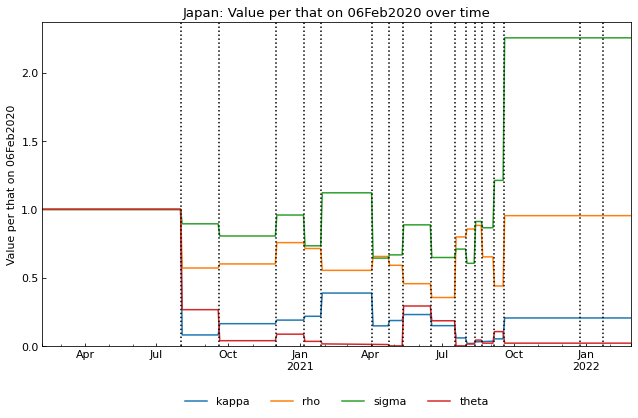 Japan: Value per that on 06Feb2020 over time
Value per that on 06Feb2020
2.0
1.5
1.0
0.5
0.0
Apr Jul Oct Jan Apr Jul Oct Jan
2021 2022
kappa rho sigma theta